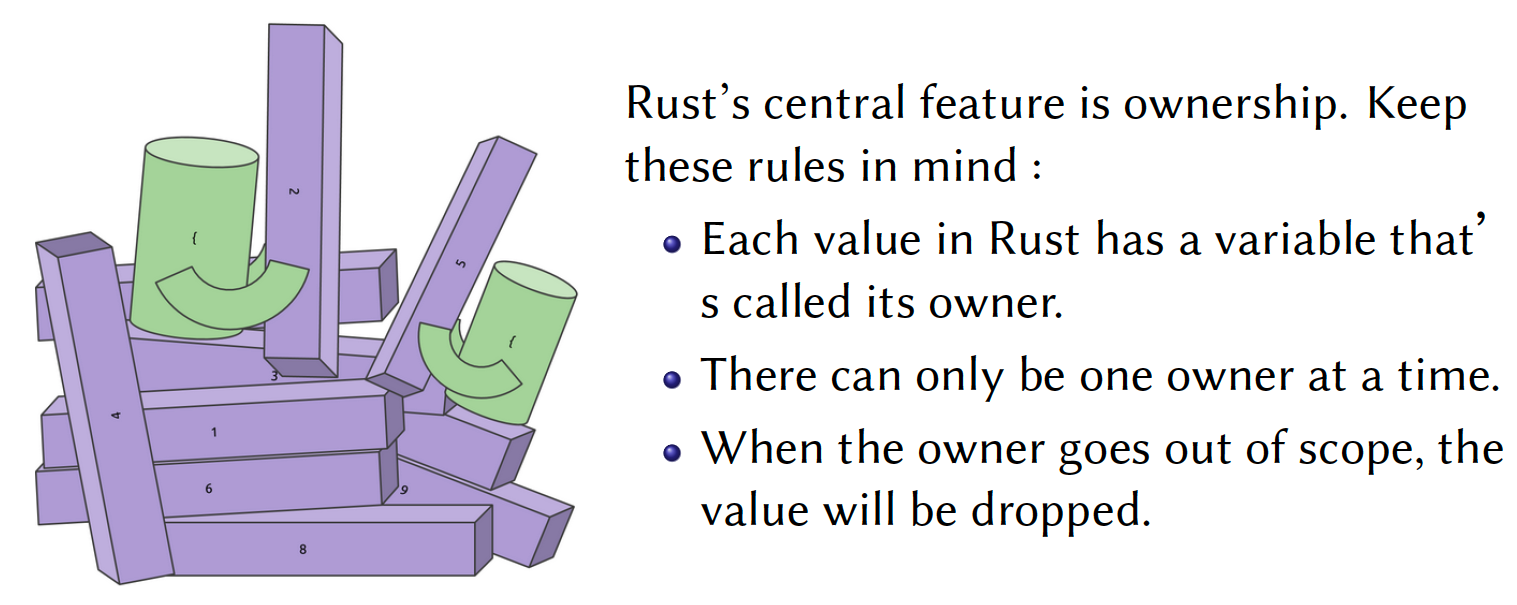 2
{
5
{
3
4
1
6
9
8
Rust’s central feature is ownership. Keep
these rules in mind :
Each value in Rust has a variable that’
s called its owner.
There can only be one owner at a time.
When the owner goes out of scope, the
value will be dropped.